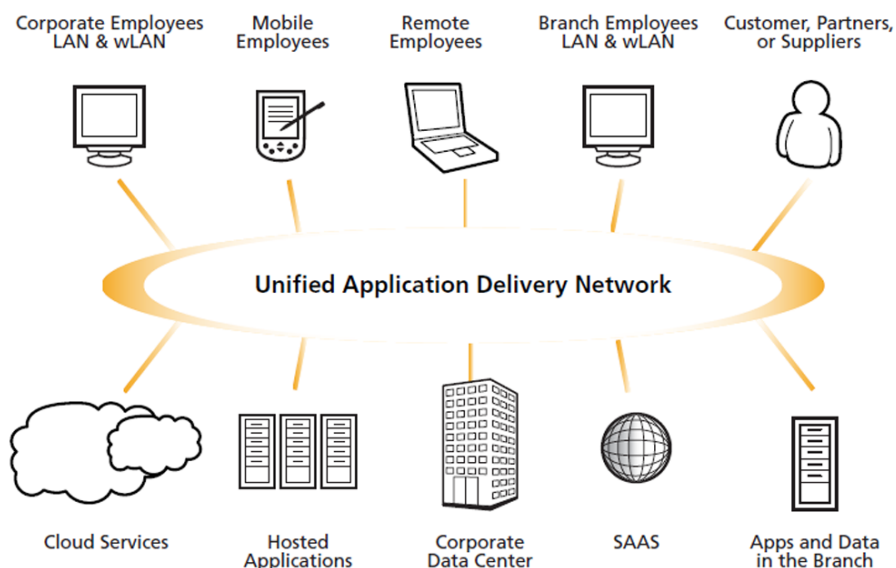 Corporate Employees
LAN & wLAN
Mobile
Employees
Remote
Employees
Branch Employees
LAN & wLAN
Customer, Partners,
or Suppliers
Unified Application Delivery Network
Cloud Services
Hosted
Applications
Corporate
Data Center
SAAS
Apps and Data
in the Branch